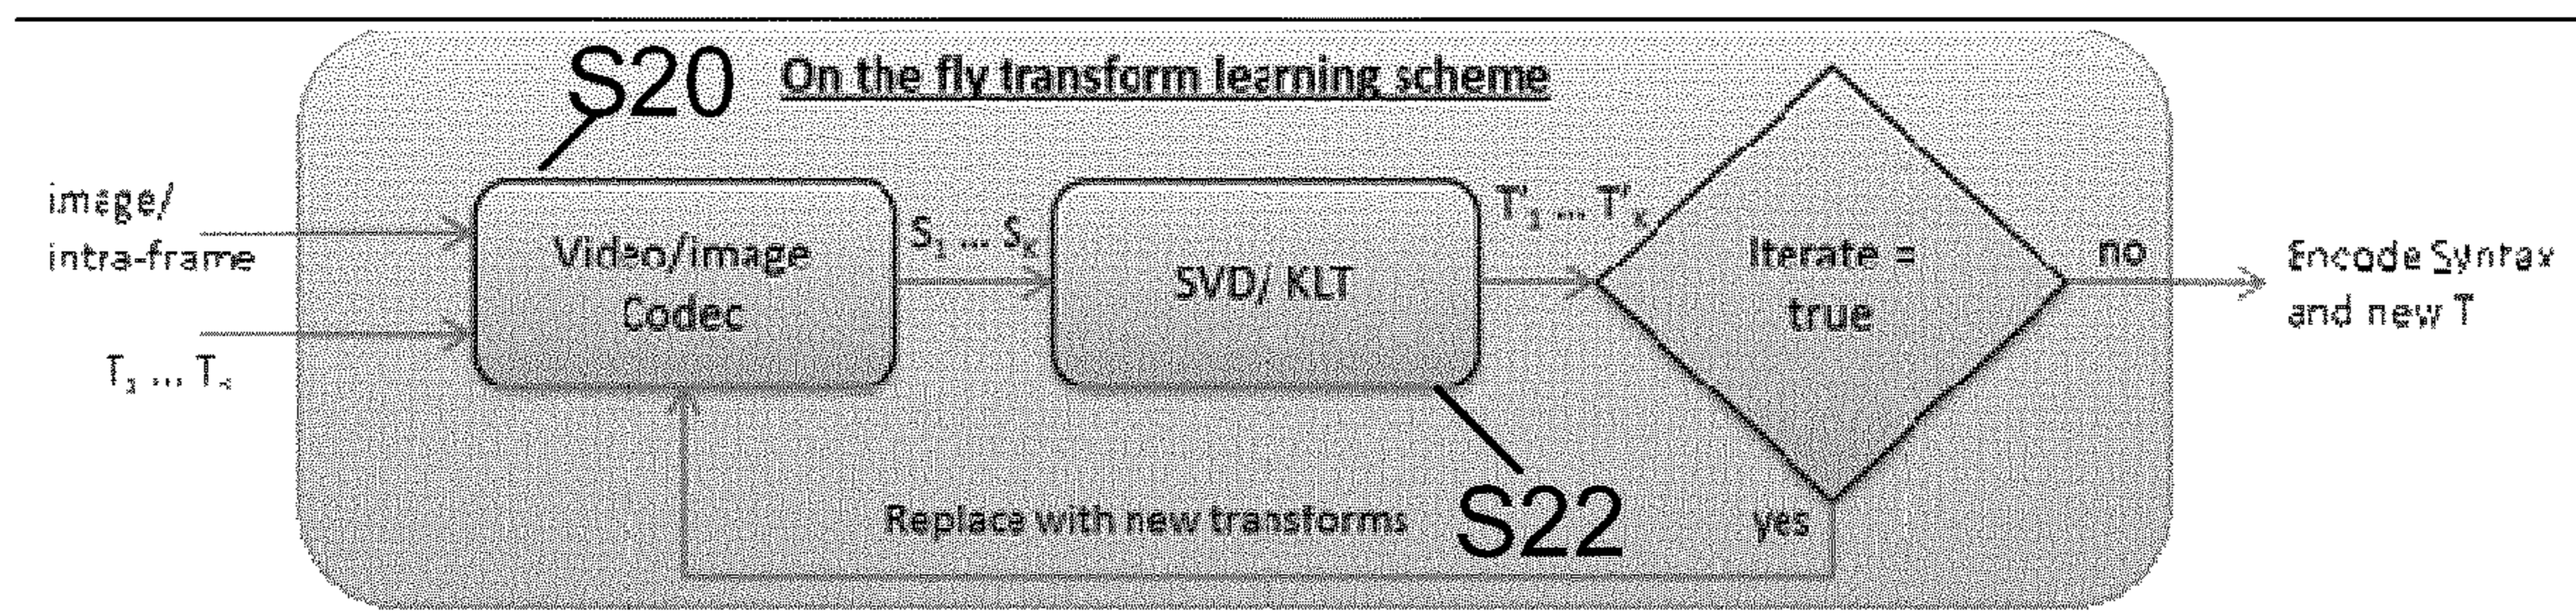 S20
On the fly transform learning scheme
image/
intra-frame
T₁ ... T
Video/image
Codec
S₁ ... Sₖ
SVD/ KLT
T'₁ ... T'ₖ
Iterate =
true
no
Encode Syntax
and new T
Replace with new transforms
S22
yes